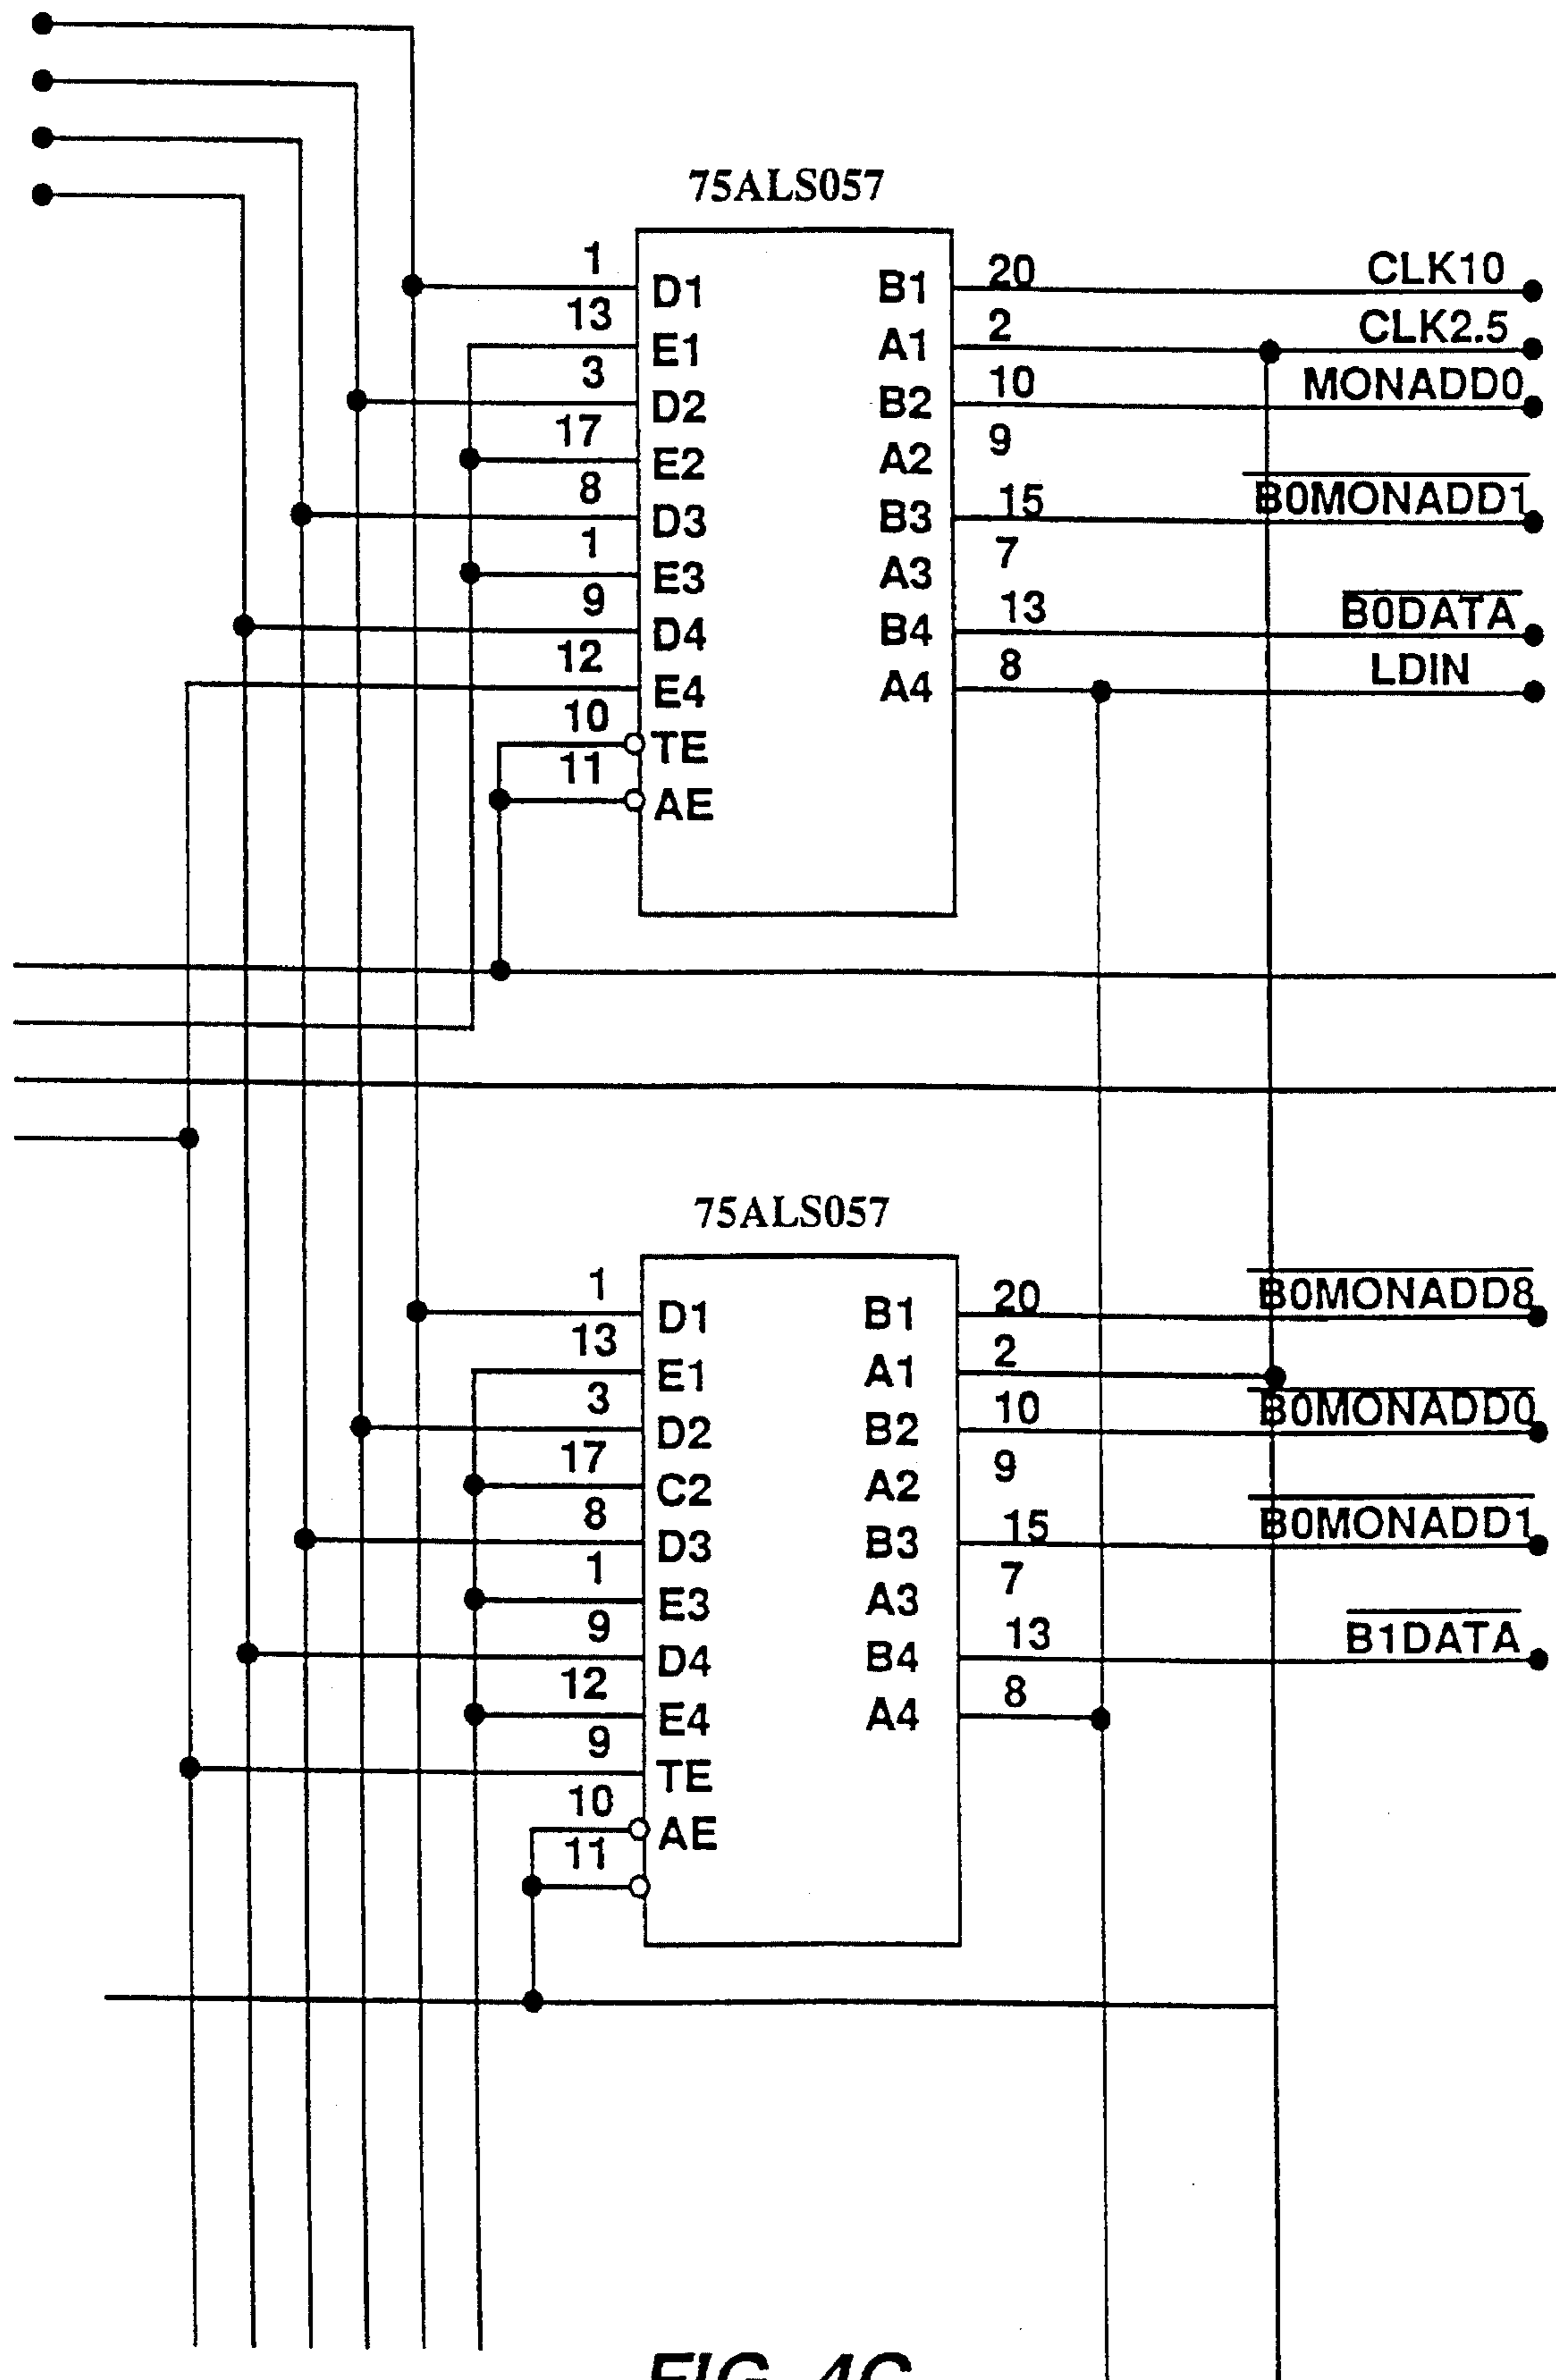 75ALS057
1 D1 B1 20 CLK10
13 E1 A1 2 CLK2.5
3 D2 B2 10 MONADD0
17 E2 A2 9
8 D3 B3 15 B0MONADD1
1 E3 A3 7
9 D4 B4 13 B0DATA
12 E4 A4 8 LDIN
10 TE
11 AE
75ALS057
1 D1 B1 20 B0MONADD8
13 E1 A1 2
3 D2 B2 10 B0MONADD0
17 C2 A2 9
8 D3 B3 15 B0MONADD1
1 E3 A3 7
9 D4 B4 13 B1DATA
12 E4 A4 8
9 TE
10 AE
11
FIG. 4C